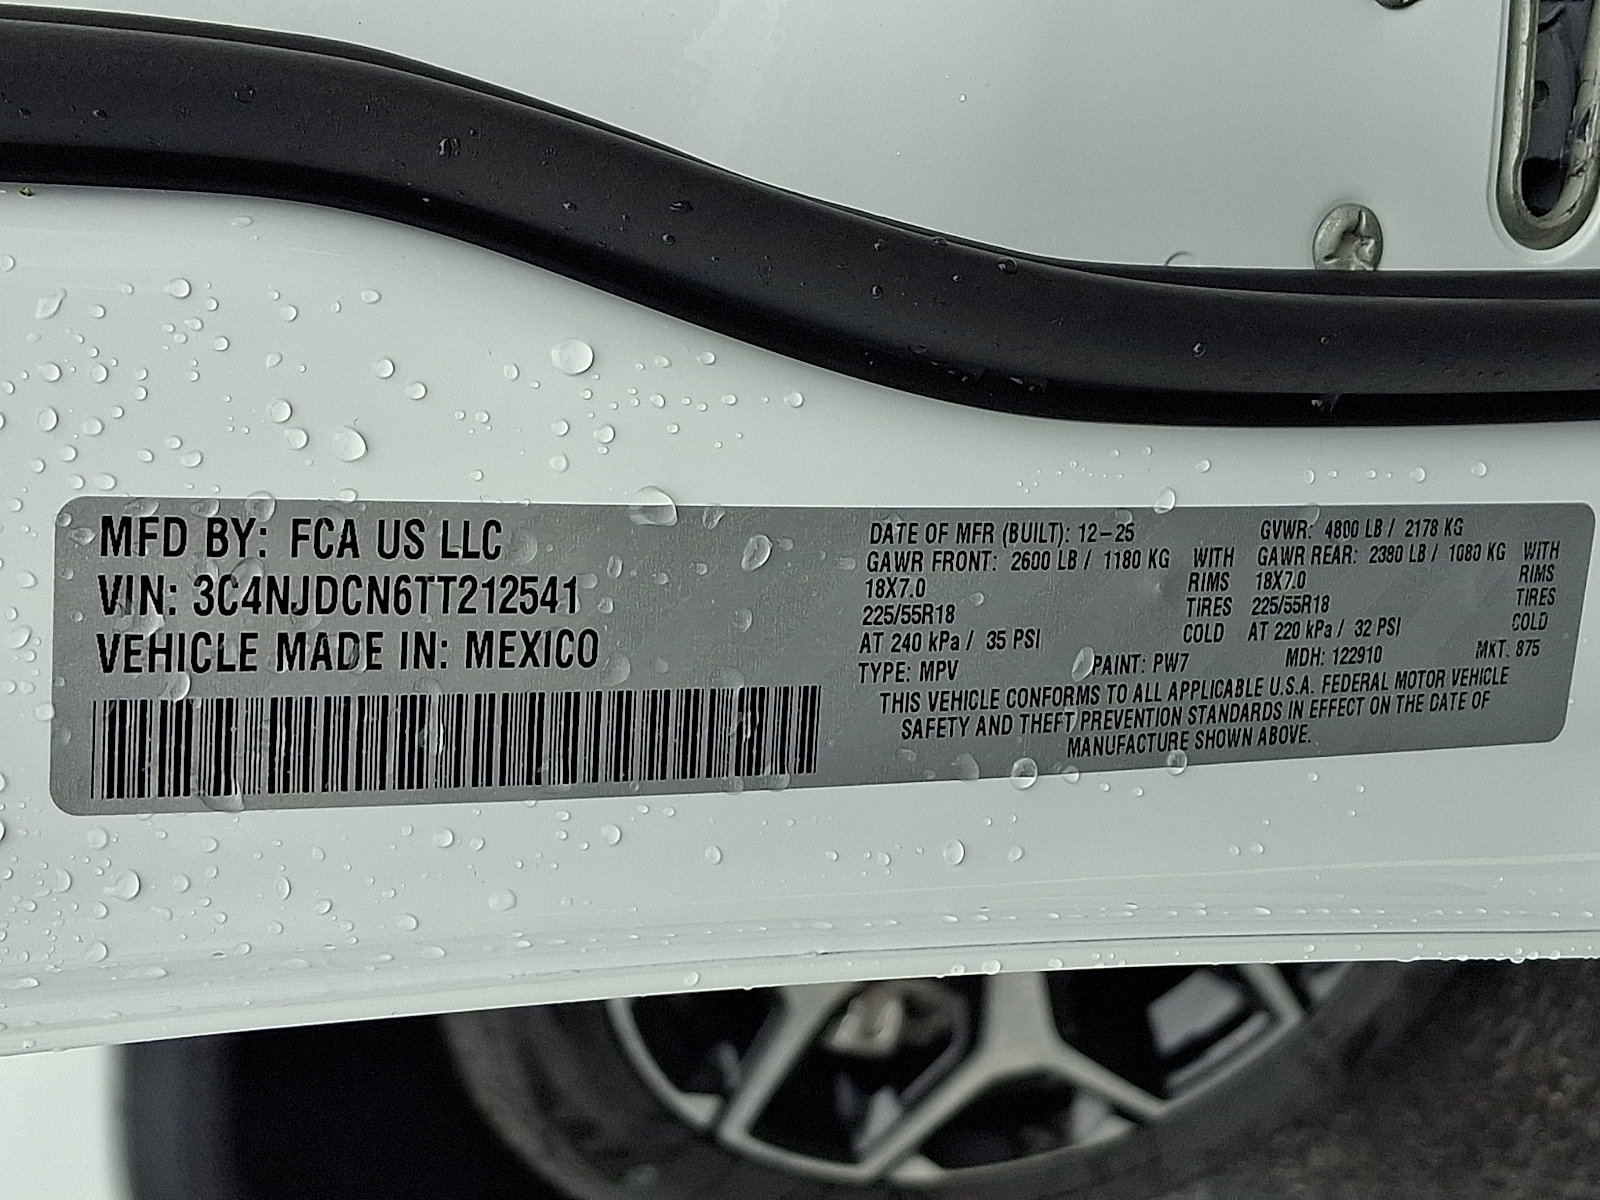 MFD BY: FCA US LLC
VIN: 3C4NJDCN6TT212541
VEHICLE MADE IN: MEXICO
DATE OF MFR (BUILT): 12-25 GVWR: 4800 LB / 2178 KG
GAWR FRONT: 2600 LB / 1180 KG WITH GAWR REAR: 2380 LB / 1080 KG WITH
18X7.0 RIMS 18X7.0 RIMS
225/55R18 TIRES 225/55R18 TIRES
AT 240 kPa / 35 PSI COLD AT 220 kPa / 32 PSI COLD
TYPE: MPV PAINT: PW7 MDH: 122910 MKT. 875
THIS VEHICLE CONFORMS TO ALL APPLICABLE U.S.A. FEDERAL MOTOR VEHICLE
SAFETY AND THEFT PREVENTION STANDARDS IN EFFECT ON THE DATE OF
MANUFACTURE SHOWN ABOVE.